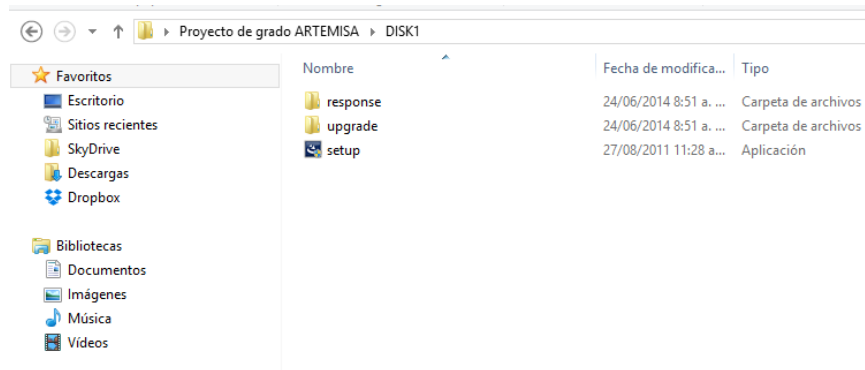 Proyecto de grado ARTEMISA ▸ DISK1
Favoritos
Escritorio
Sitios recientes
SkyDrive
Descargas
Dropbox
Bibliotecas
Documentos
Imágenes
Música
Vídeos
Nombre Fecha de modifica... Tipo
response 24/06/2014 8:51 a. ... Carpeta de archivos
upgrade 24/06/2014 8:51 a. ... Carpeta de archivos
setup 27/08/2011 11:28 a... Aplicación